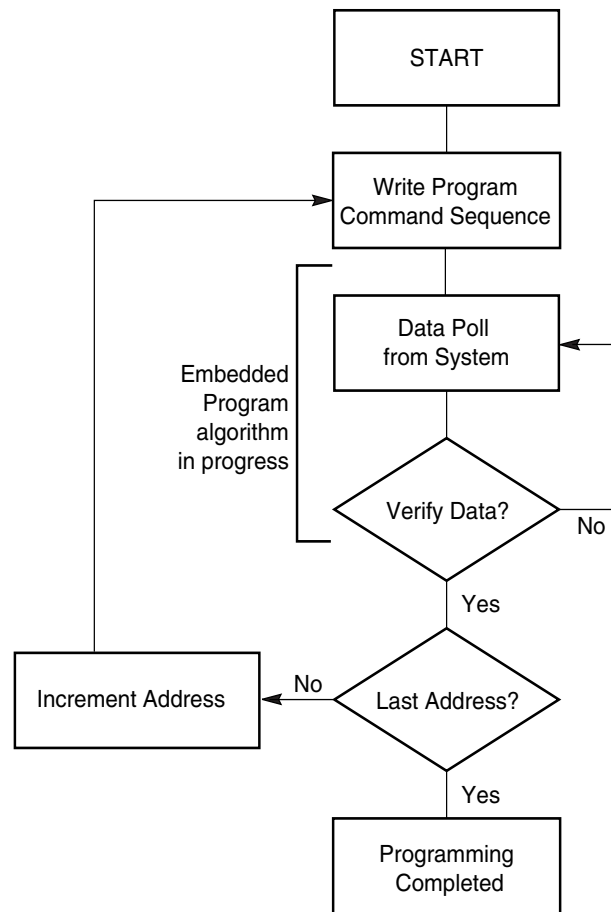 START
Write Program
Command Sequence
Data Poll
from System
Embedded
Program
algorithm
in progress
Verify Data?
No
Yes
Last Address?
No
Increment Address
Yes
Programming
Completed